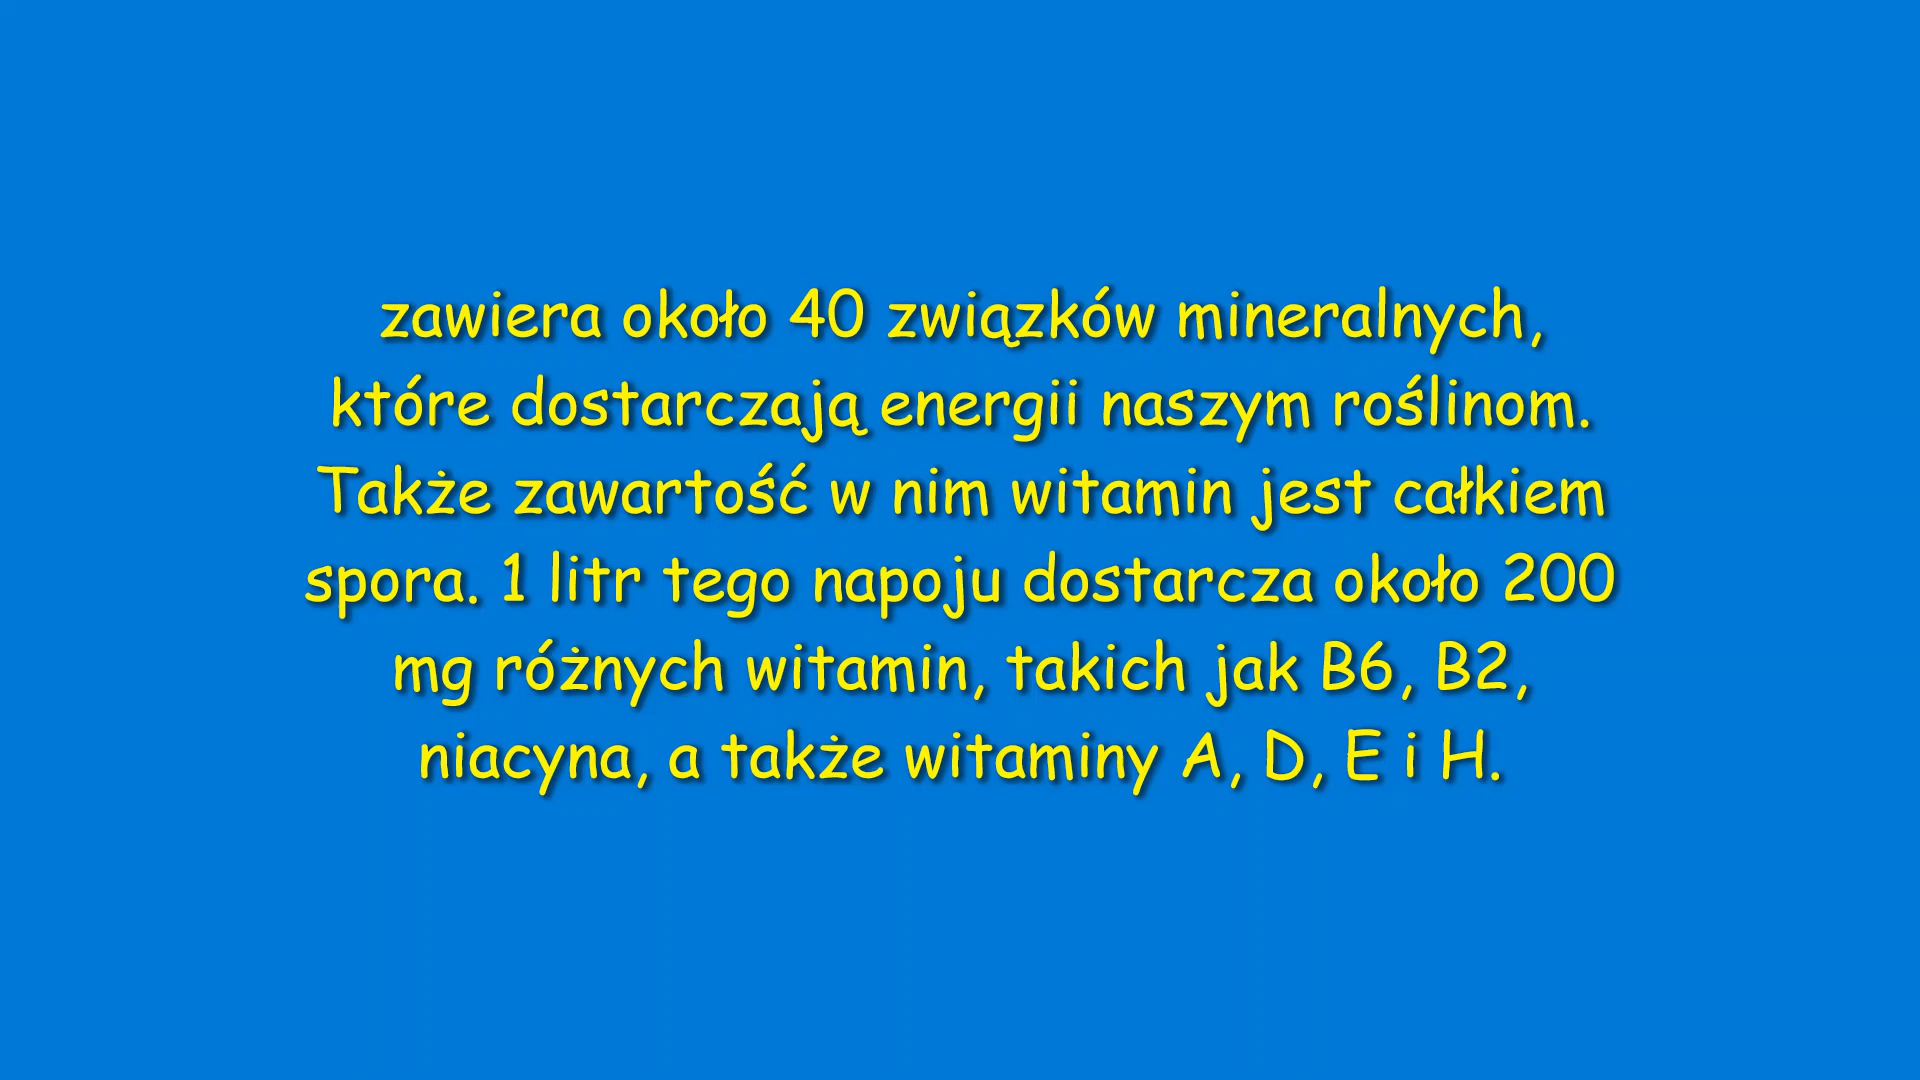 zawiera około 40 związków mineralnych,
które dostarczają energii naszym roślinom.
Także zawartość w nim witamin jest całkiem
spora. 1 litr tego napoju dostarcza około 200
mg różnych witamin, takich jak B6, B2,
niacyna, a także witaminy A, D, E i H.